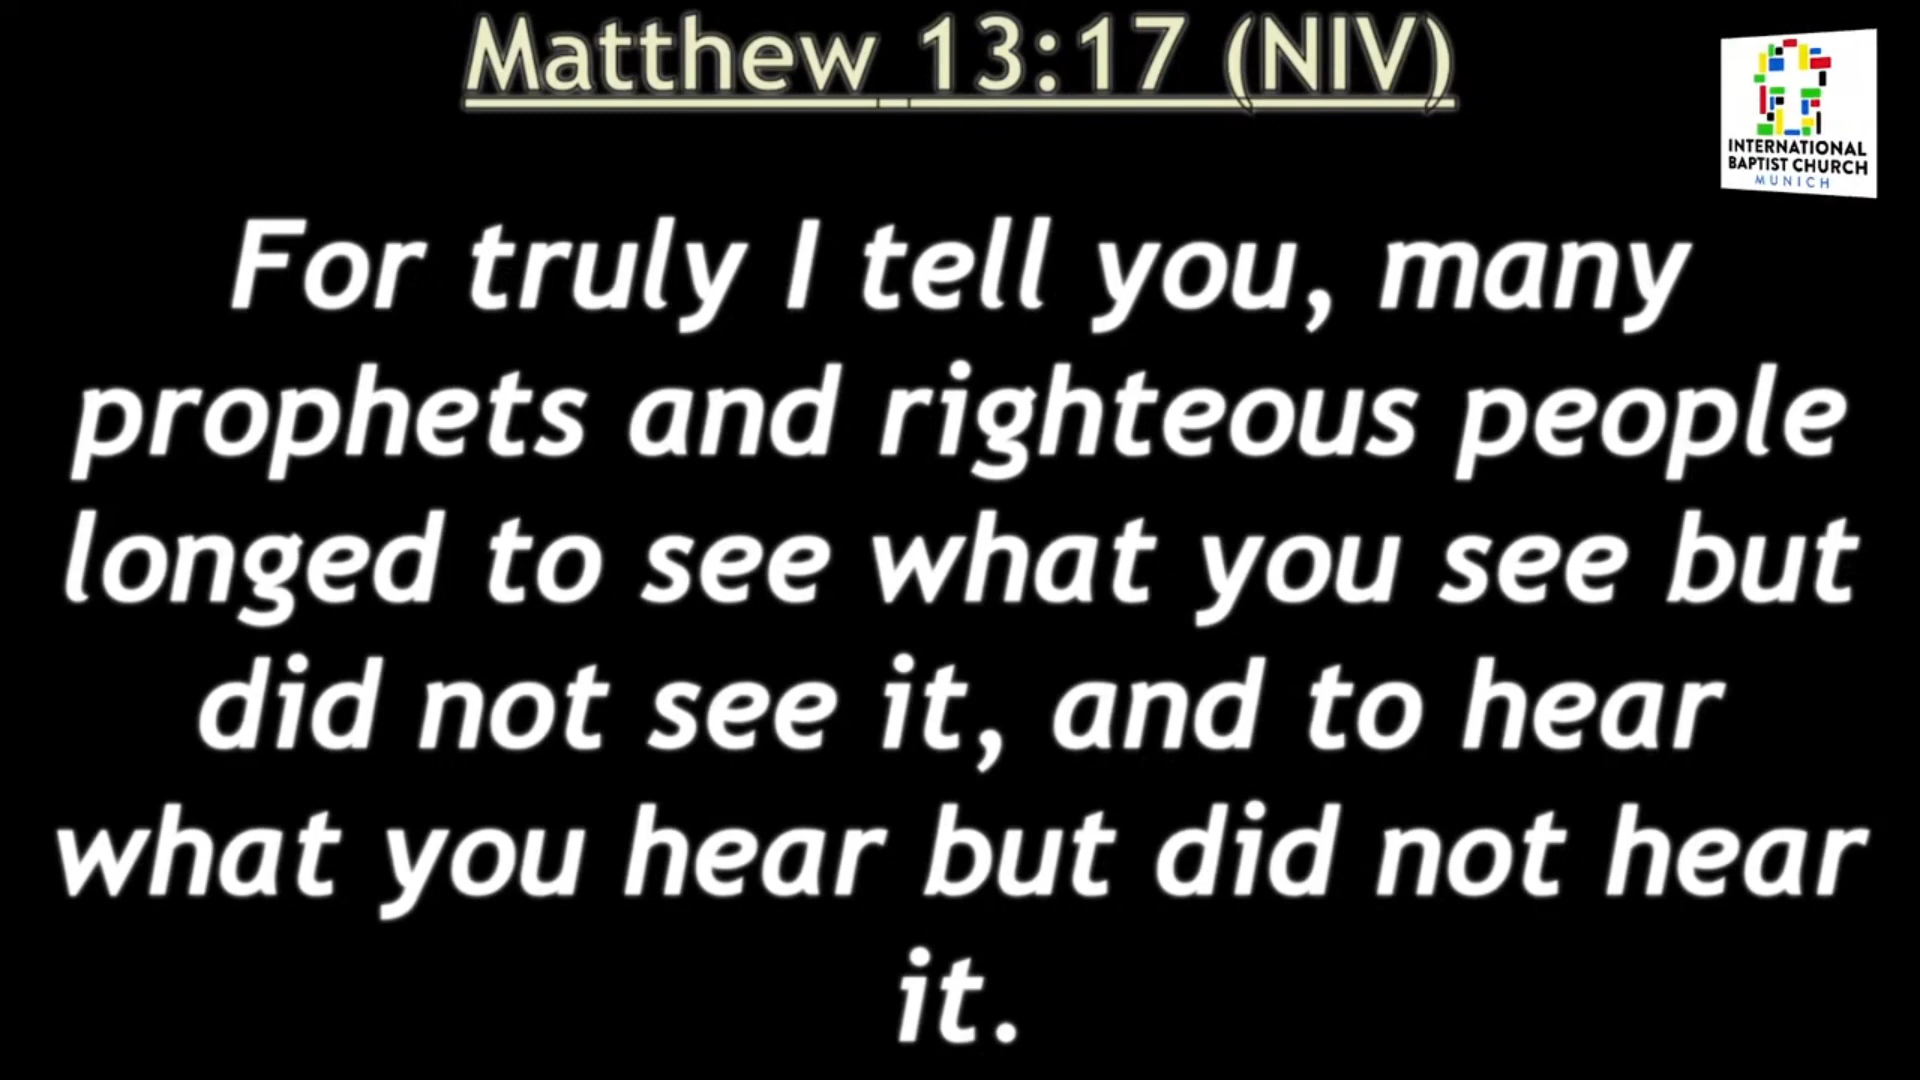 Matthew 13:17 (NIV)
INTERNATIONAL
BAPTIST CHURCH
MUNICH
For truly I tell you, many
prophets and righteous people
longed to see what you see but
did not see it, and to hear
what you hear but did not hear
it.